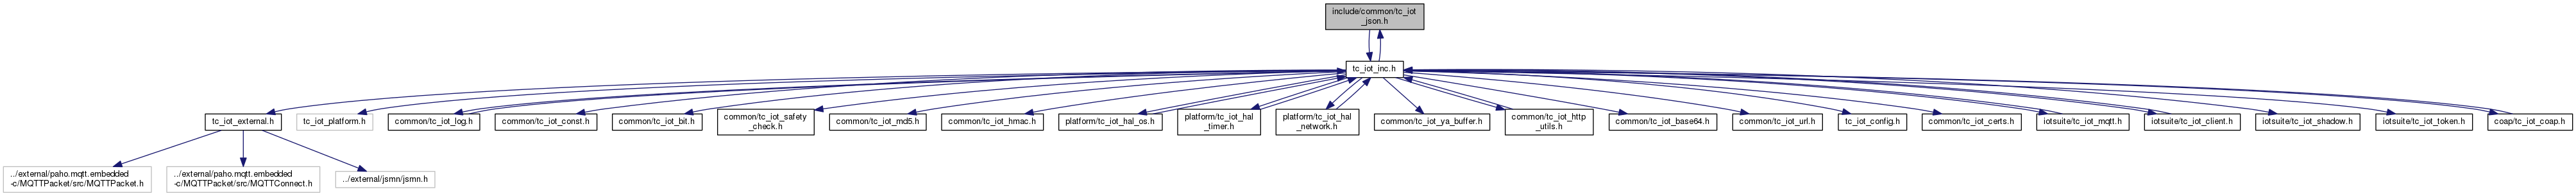 include/common/tc_iot
_json.h
tc_iot_inc.h
tc_iot_external.h
tc_iot_platform.h
common/tc_iot_log.h
common/tc_iot_const.h
common/tc_iot_bit.h
common/tc_iot_safety
_check.h
common/tc_iot_md5.h
common/tc_iot_hmac.h
platform/tc_iot_hal_os.h
platform/tc_iot_hal
_timer.h
platform/tc_iot_hal
_network.h
common/tc_iot_ya_buffer.h
common/tc_iot_http
_utils.h
common/tc_iot_base64.h
common/tc_iot_url.h
tc_iot_config.h
common/tc_iot_certs.h
iotsuite/tc_iot_mqtt.h
iotsuite/tc_iot_client.h
iotsuite/tc_iot_shadow.h
iotsuite/tc_iot_token.h
coap/tc_iot_coap.h
../external/paho.mqtt.embedded
-c/MQTTPacket/src/MQTTPacket.h
../external/paho.mqtt.embedded
-c/MQTTPacket/src/MQTTConnect.h
../external/jsmn/jsmn.h